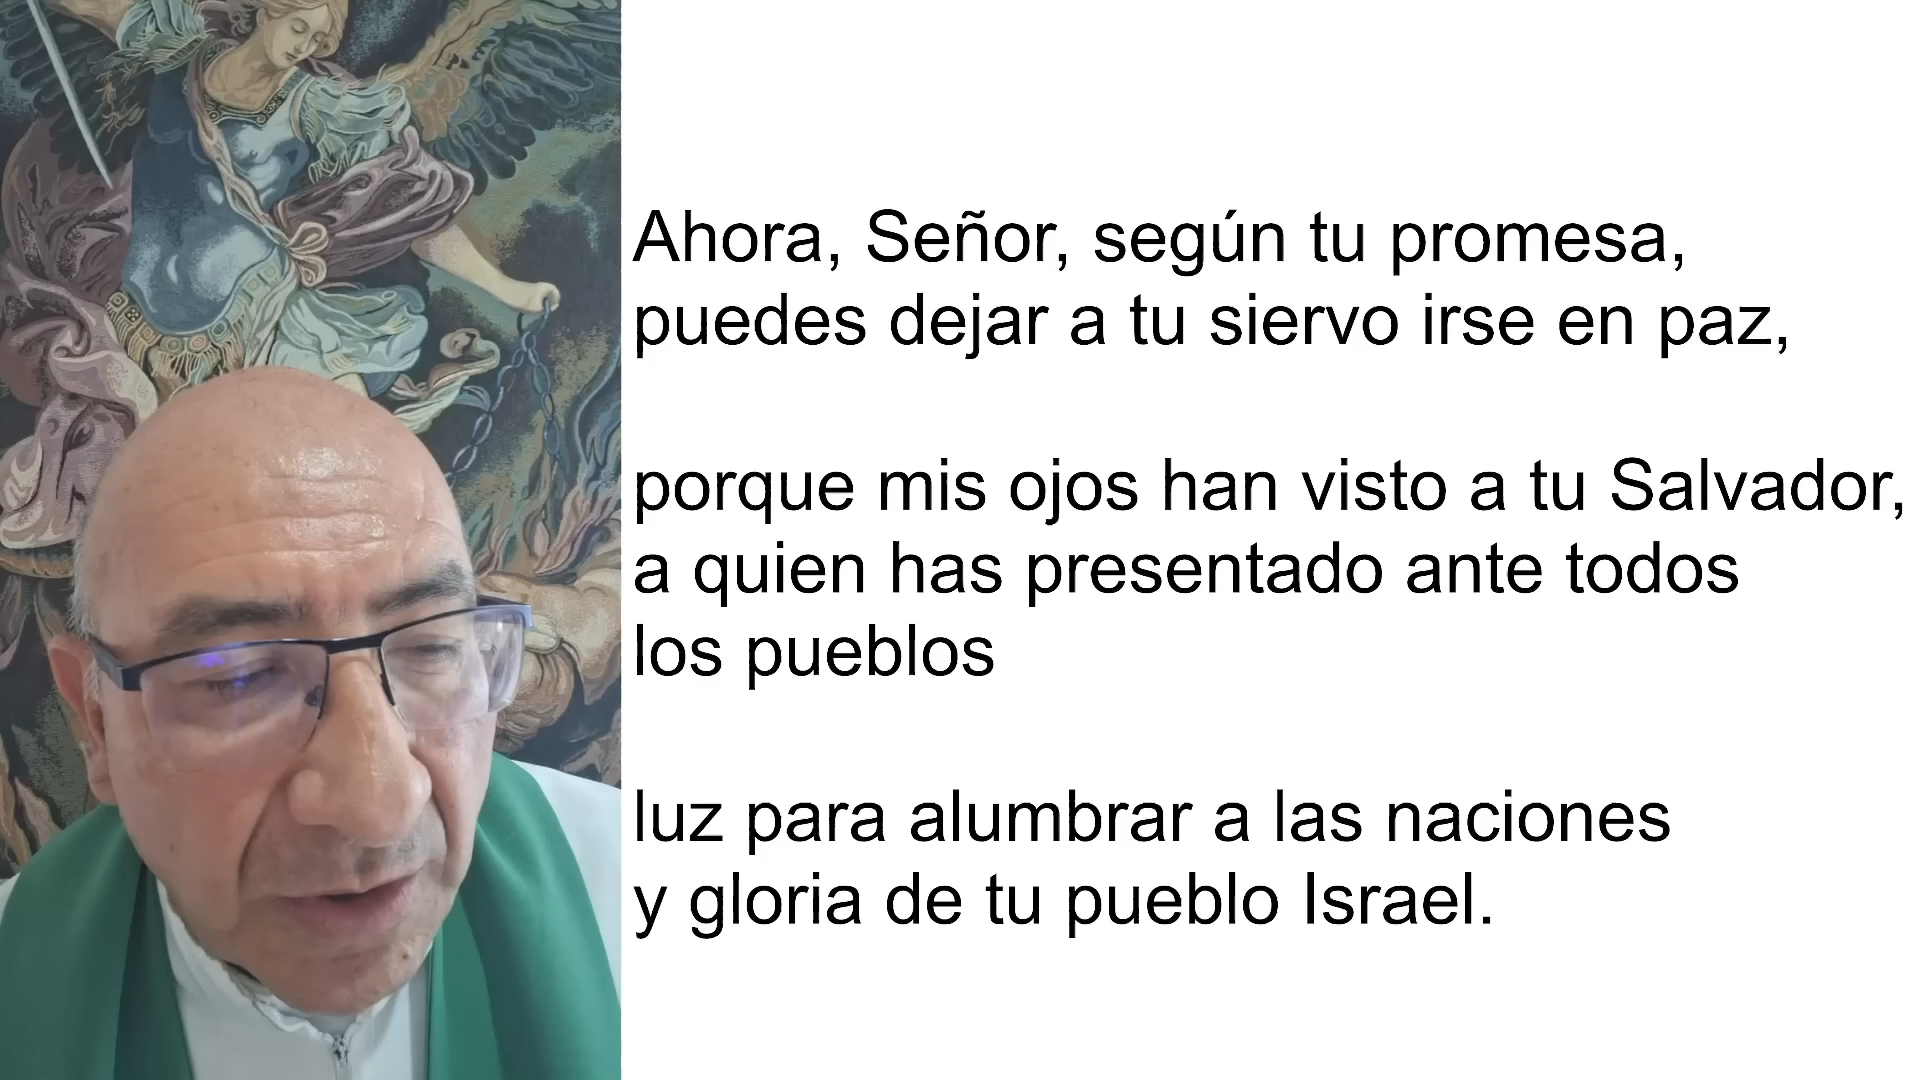 Ahora, Señor, según tu promesa,
puedes dejar a tu siervo irse en paz,
porque mis ojos han visto a tu Salvador,
a quien has presentado ante todos
los pueblos
luz para alumbrar a las naciones
y gloria de tu pueblo Israel.